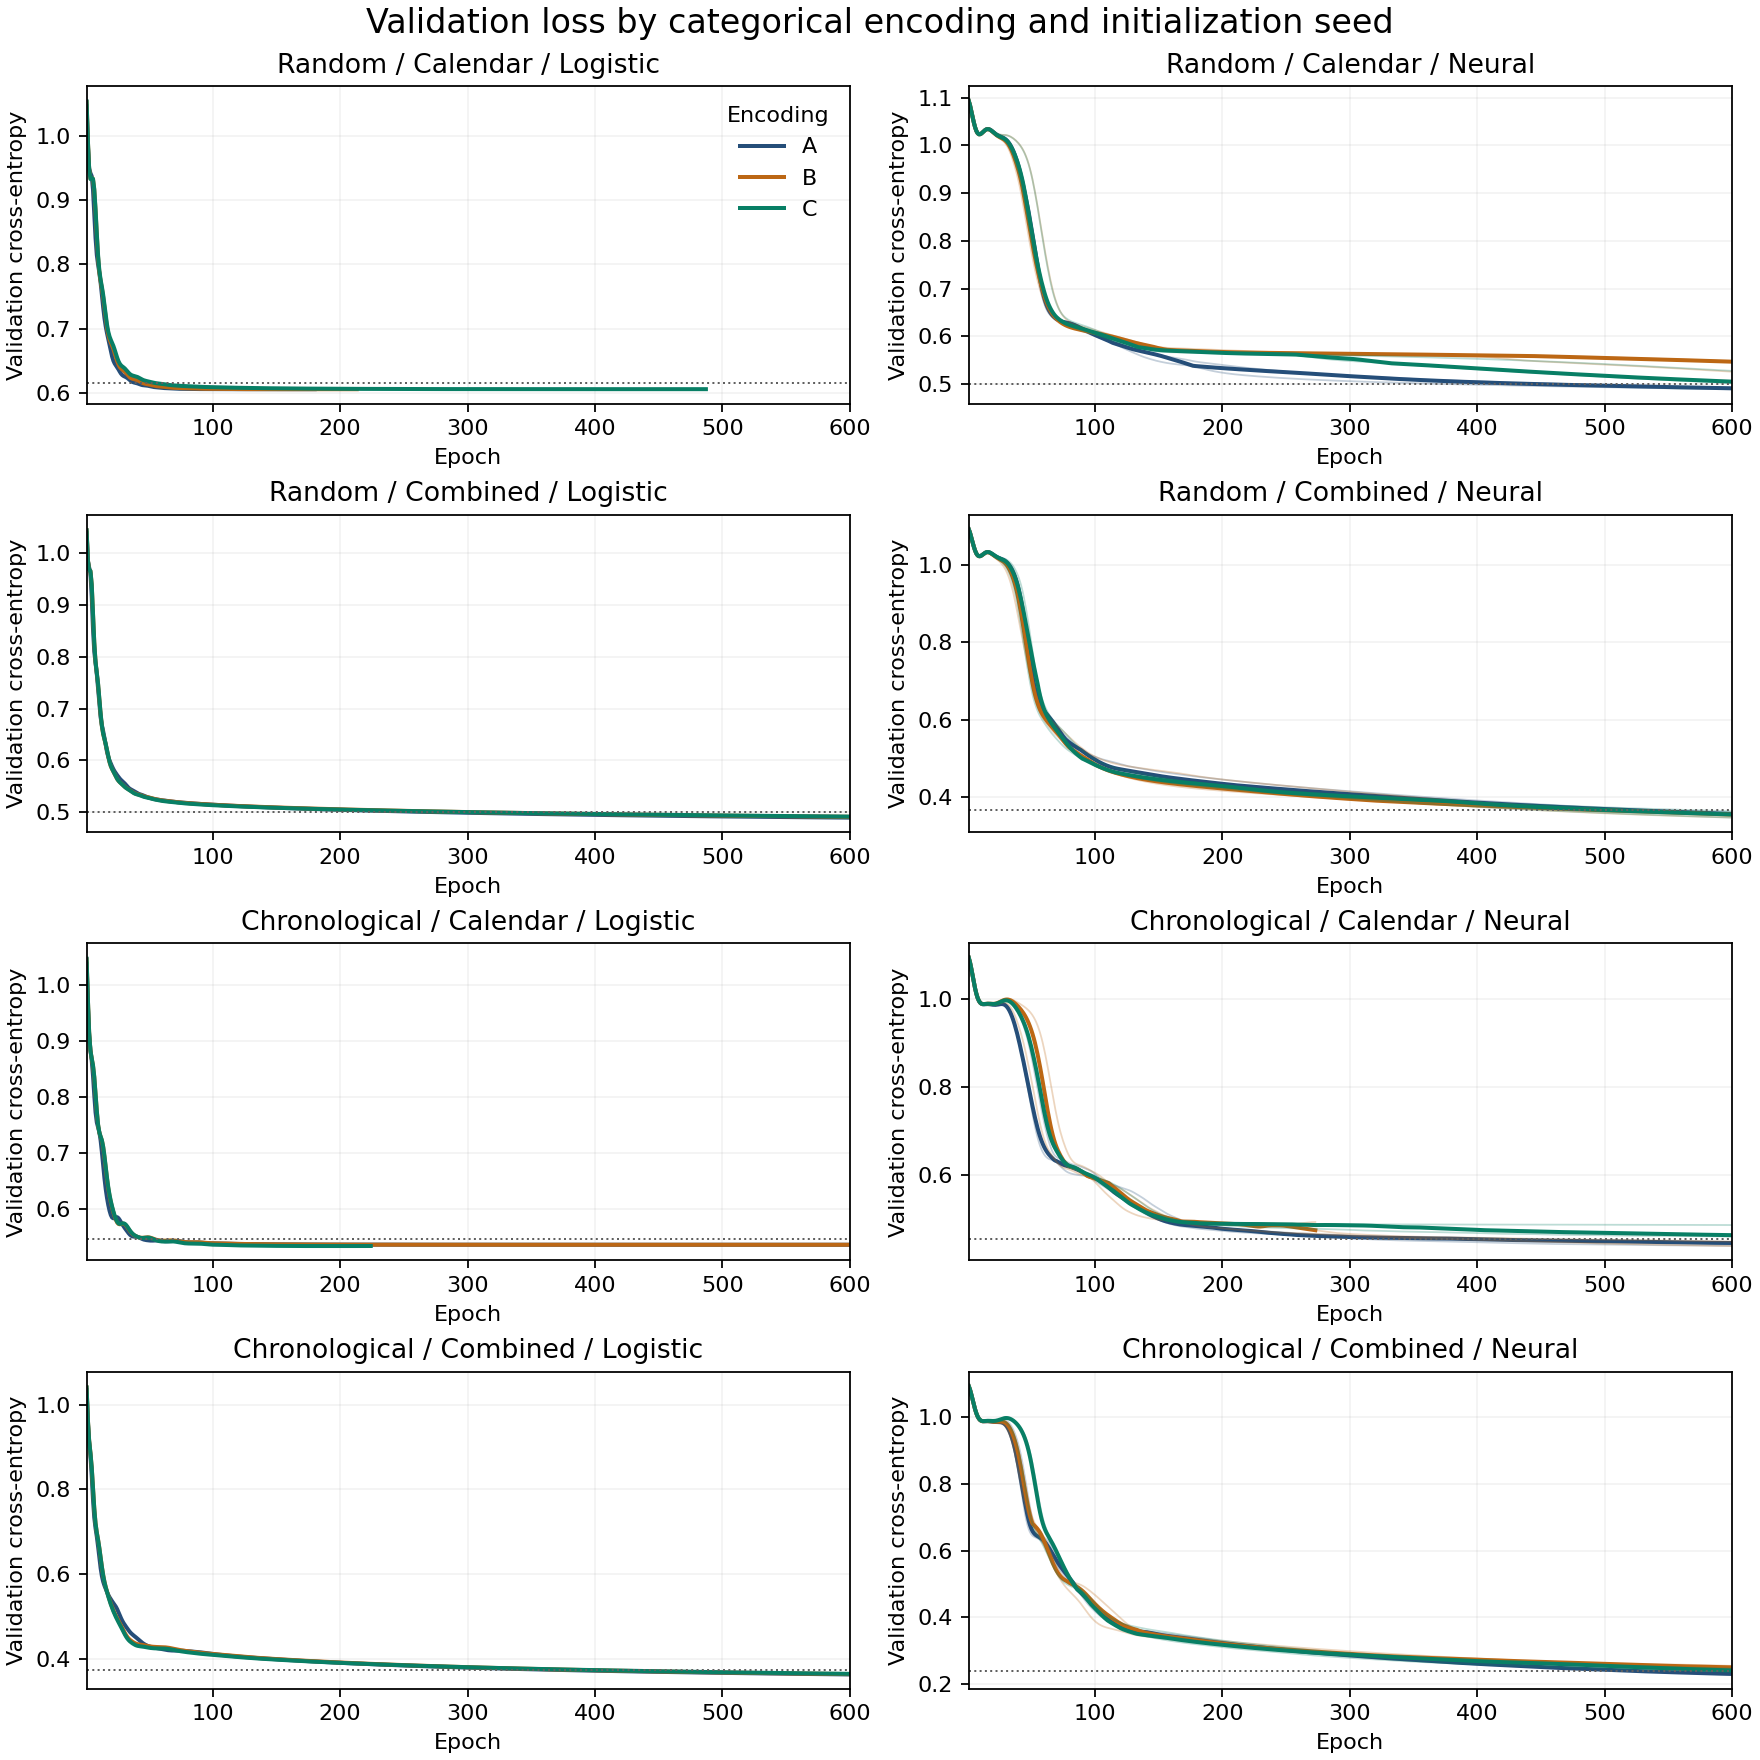 Validation loss by categorical encoding and initialization seed
Random / Calendar / Logistic
Validation cross-entropy
1.0
0.9
0.8
0.7
0.6
100 200 300 400 500 600
Epoch
Encoding
A
B
C
Random / Calendar / Neural
Validation cross-entropy
1.1
1.0
0.9
0.8
0.7
0.6
0.5
100 200 300 400 500 600
Epoch
Random / Combined / Logistic
Validation cross-entropy
1.0
0.9
0.8
0.7
0.6
0.5
100 200 300 400 500 600
Epoch
Random / Combined / Neural
Validation cross-entropy
1.0
0.8
0.6
0.4
100 200 300 400 500 600
Epoch
Chronological / Calendar / Logistic
Validation cross-entropy
1.0
0.9
0.8
0.7
0.6
100 200 300 400 500 600
Epoch
Chronological / Calendar / Neural
Validation cross-entropy
1.0
0.8
0.6
100 200 300 400 500 600
Epoch
Chronological / Combined / Logistic
Validation cross-entropy
1.0
0.8
0.6
0.4
100 200 300 400 500 600
Epoch
Chronological / Combined / Neural
Validation cross-entropy
1.0
0.8
0.6
0.4
0.2
100 200 300 400 500 600
Epoch